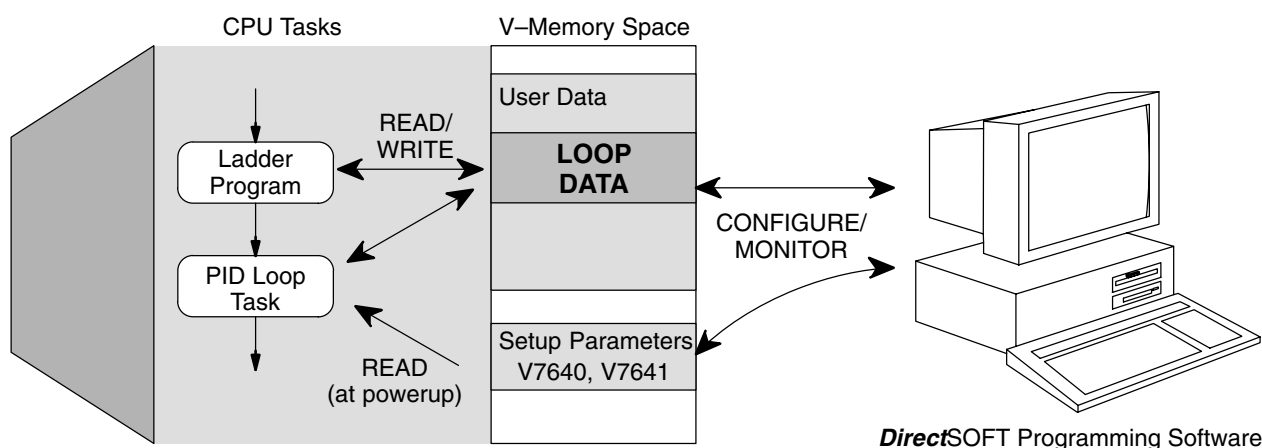 CPU Tasks
V–Memory Space
User Data
READ/
WRITE
Ladder
Program
LOOP
DATA
CONFIGURE/
MONITOR
PID Loop
Task
Setup Parameters
V7640, V7641
READ
(at powerup)
DirectSOFT Programming Software